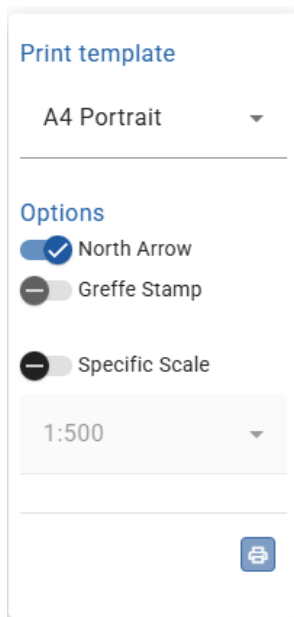 Print template
A4 Portrait
Options
North Arrow
Greffe Stamp
Specific Scale
1:500